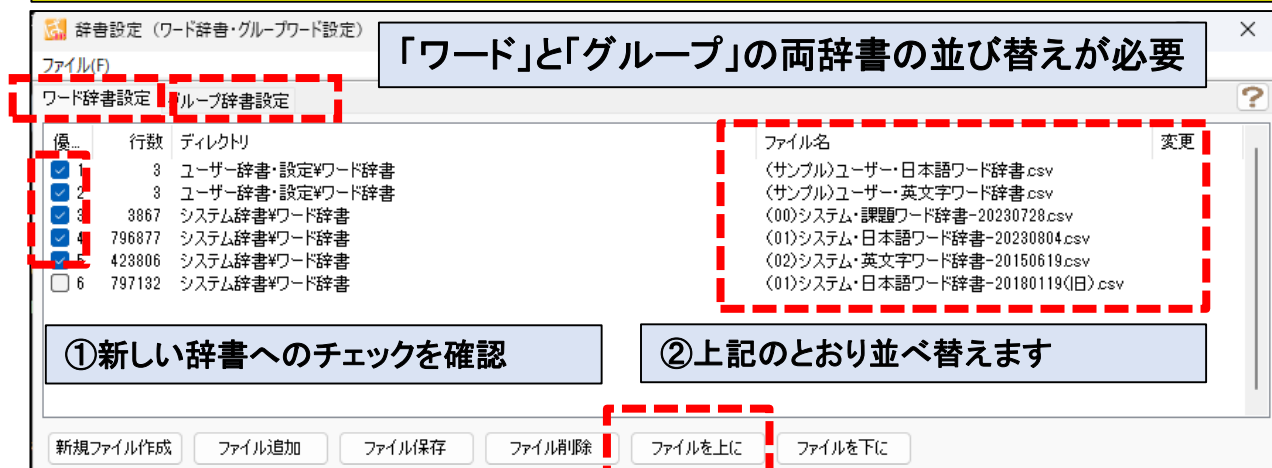 辞書設定（ワード辞書・グループワード設定）
「ワード」と「グループ」の両辞書の並び替えが必要
ファイル(F)
ワード辞書設定 グループ辞書設定
優... 行数 ディレクトリ ファイル名 変更
1 3 ユーザー辞書・設定¥ワード辞書 (サンプル)ユーザー・日本語ワード辞書.csv
2 3 ユーザー辞書・設定¥ワード辞書 (サンプル)ユーザー・英文字ワード辞書.csv
3 3867 システム辞書¥ワード辞書 (00)システム・課題ワード辞書-20230728.csv
4 796877 システム辞書¥ワード辞書 (01)システム・日本語ワード辞書-20230804.csv
5 423806 システム辞書¥ワード辞書 (02)システム・英文字ワード辞書-20150619.csv
6 797132 システム辞書¥ワード辞書 (01)システム・日本語ワード辞書-20180119(旧).csv
①新しい辞書へのチェックを確認
②上記のとおり並べ替えます
新規ファイル作成 ファイル追加 ファイル保存 ファイル削除 ファイルを上に ファイルを下に